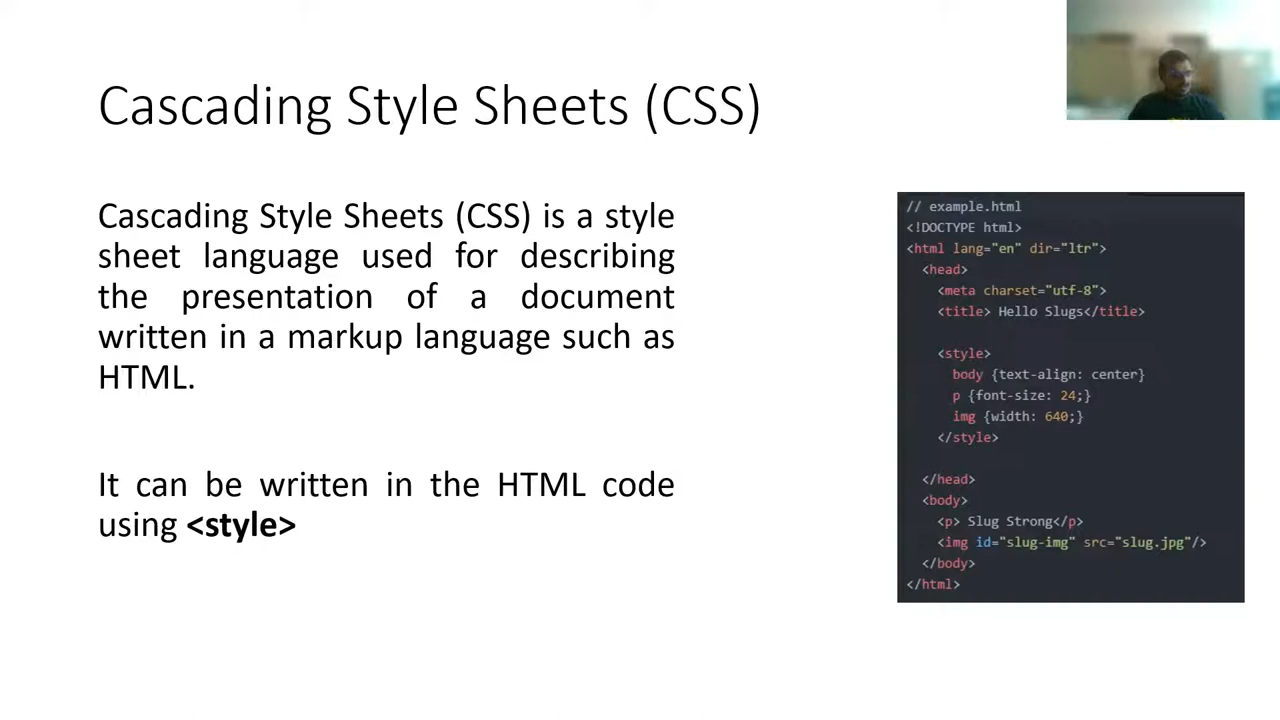 Cascading Style Sheets (CSS)
Cascading Style Sheets (CSS) is a style
sheet language used for describing
the presentation of a document
written in a markup language such as
HTML.
It can be written in the HTML code
using <style>
// example.html
<!DOCTYPE html>
<html lang="en" dir="ltr">
<head>
<meta charset="utf-8">
<title> Hello Slugs</title>
<style>
body {text-align: center}
p {font-size: 24;}
img {width: 640;}
</style>
</head>
<body>
<p> Slug Strong</p>
<img id="slug-img" src="slug.jpg"/>
</body>
</html>